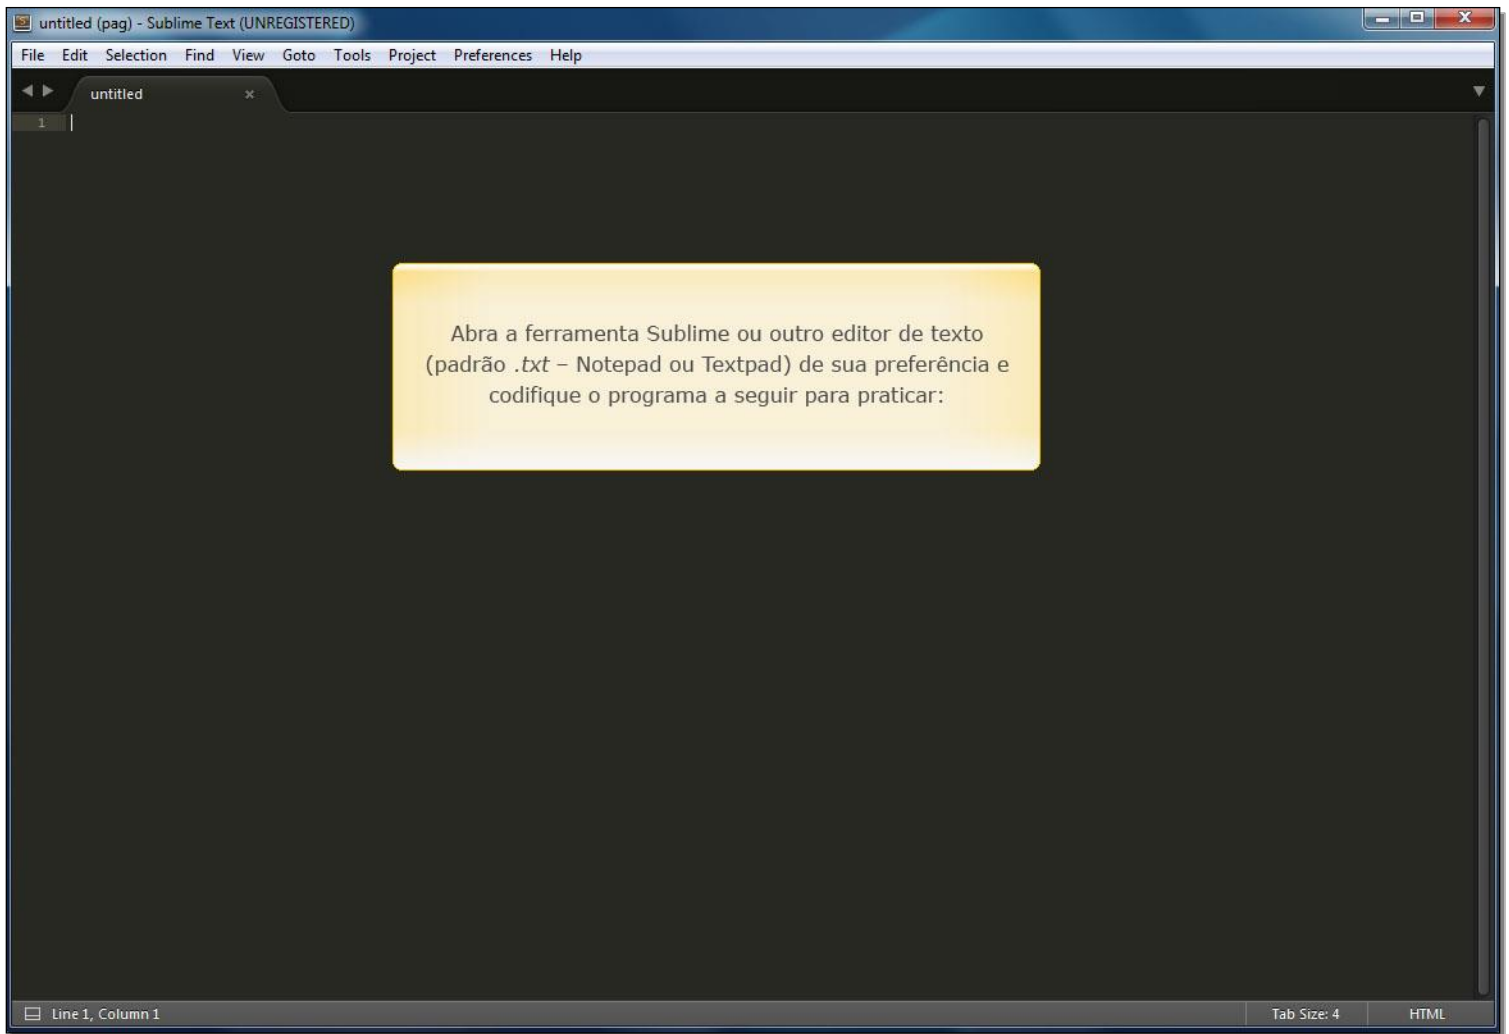 untitled (pag) - Sublime Text (UNREGISTERED)
File Edit Selection Find View Goto Tools Project Preferences Help
untitled
1
Abra a ferramenta Sublime ou outro editor de texto
(padrão .txt – Notepad ou Textpad) de sua preferência e
codifique o programa a seguir para praticar:
Line 1, Column 1 Tab Size: 4 HTML